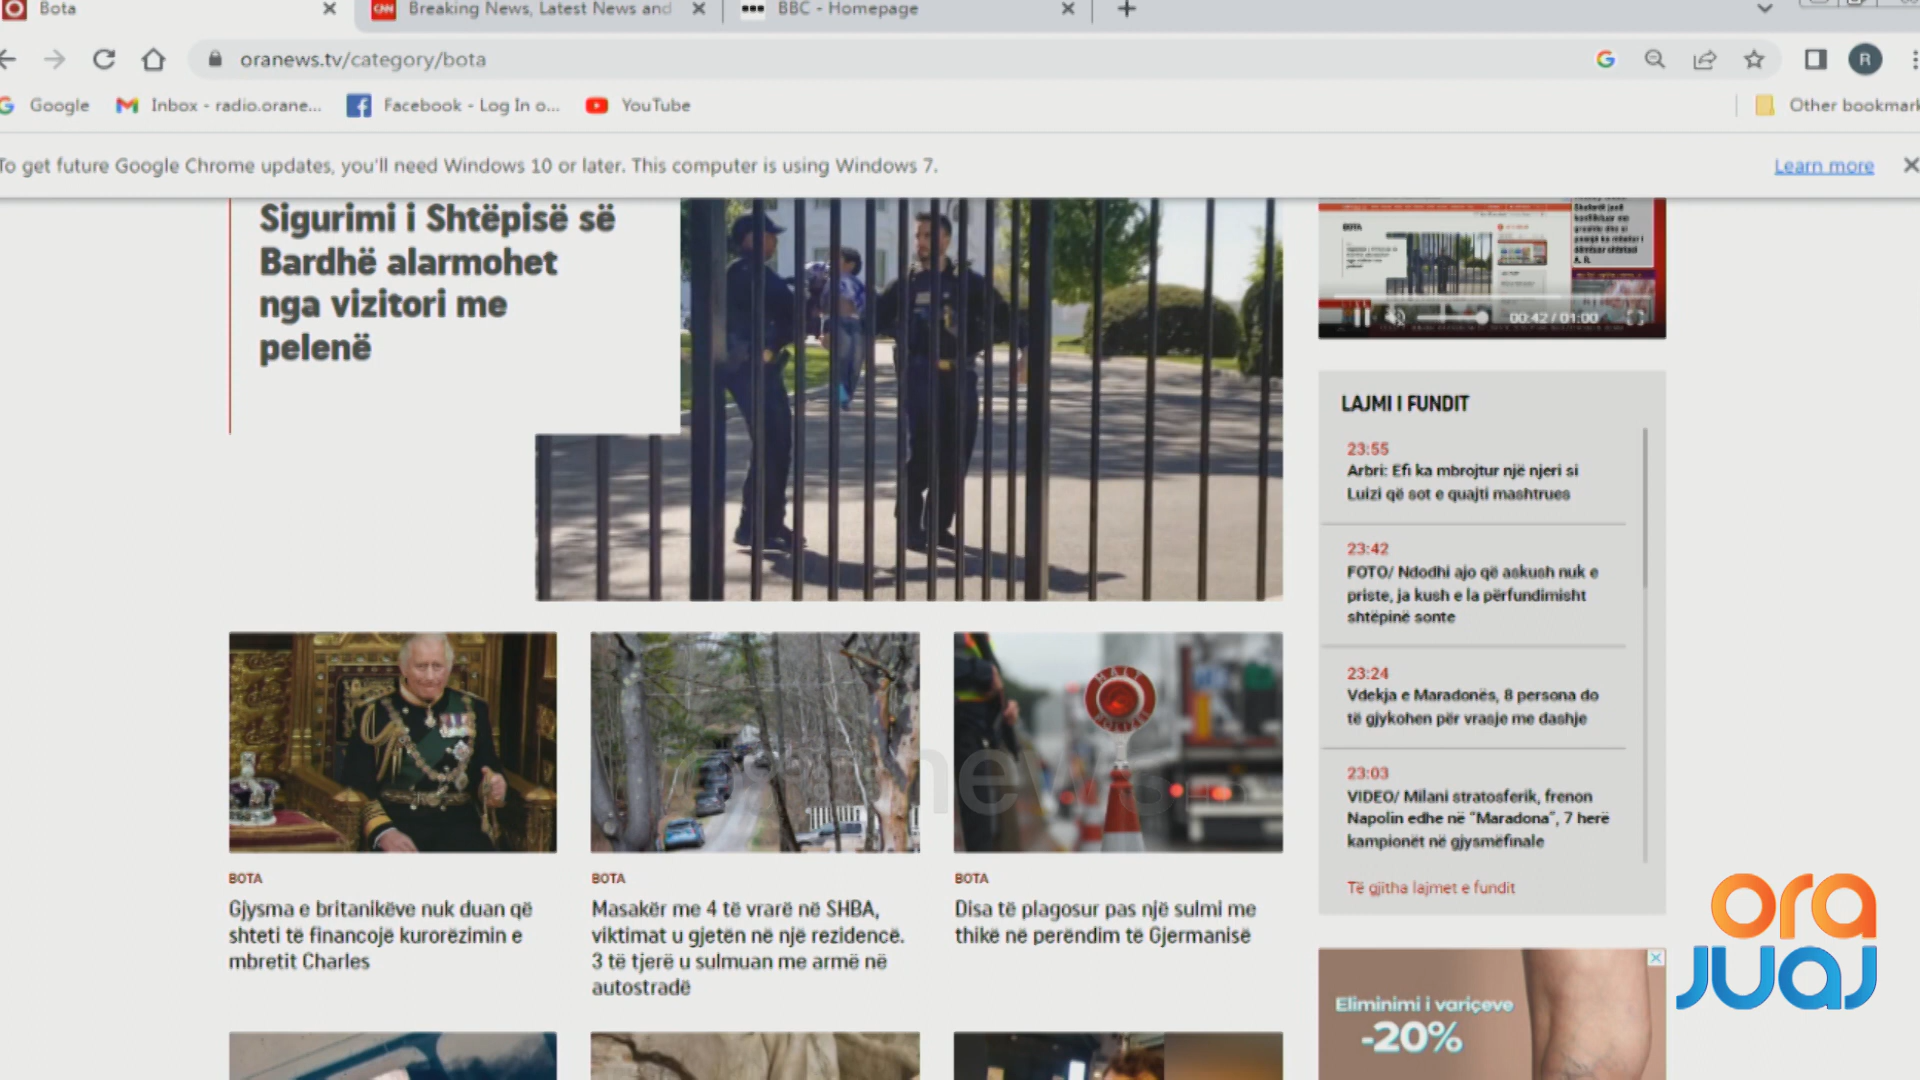 Bota
CNN
Breaking News, Latest News and
BBC - Homepage
oranews.tv/category/bota
R
Google
Inbox - radio.orane...
Facebook - Log In o...
YouTube
Other bookmark
To get future Google Chrome updates, you'll need Windows 10 or later. This computer is using Windows 7.
Learn more
Sigurimi i Shtëpisë së
Bardhë alarmohet
nga vizitori me
pelenë
BOTA
00:42 / 01:00
LAJMI I FUNDIT
23:55
Arbri: Efi ka mbrojtur një njeri si
Luizi që sot e quajti mashtrues
23:42
FOTO/ Ndodhi ajo që askush nuk e
priste, ja kush e la përfundimisht
shtëpinë sonte
23:24
Vdekja e Maradonës, 8 persona do
të gjykohen për vrasje me dashje
23:03
VIDEO/ Milani stratosferik, frenon
Napolin edhe në "Maradona", 7 herë
kampionët në gjysmëfinale
Të gjitha lajmet e fundit
HALT
POLIZEI
BOTA
Gjysma e britanikëve nuk duan që
shteti të financojë kurorëzimin e
mbretit Charles
BOTA
Masakër me 4 të vrarë në SHBA,
viktimat u gjetën në një rezidencë.
3 të tjerë u sulmuan me armë në
autostradë
BOTA
Disa të plagosur pas një sulmi me
thikë në perëndim të Gjermanisë
Eliminimi i variçeve
-20%
ora
JUAJ